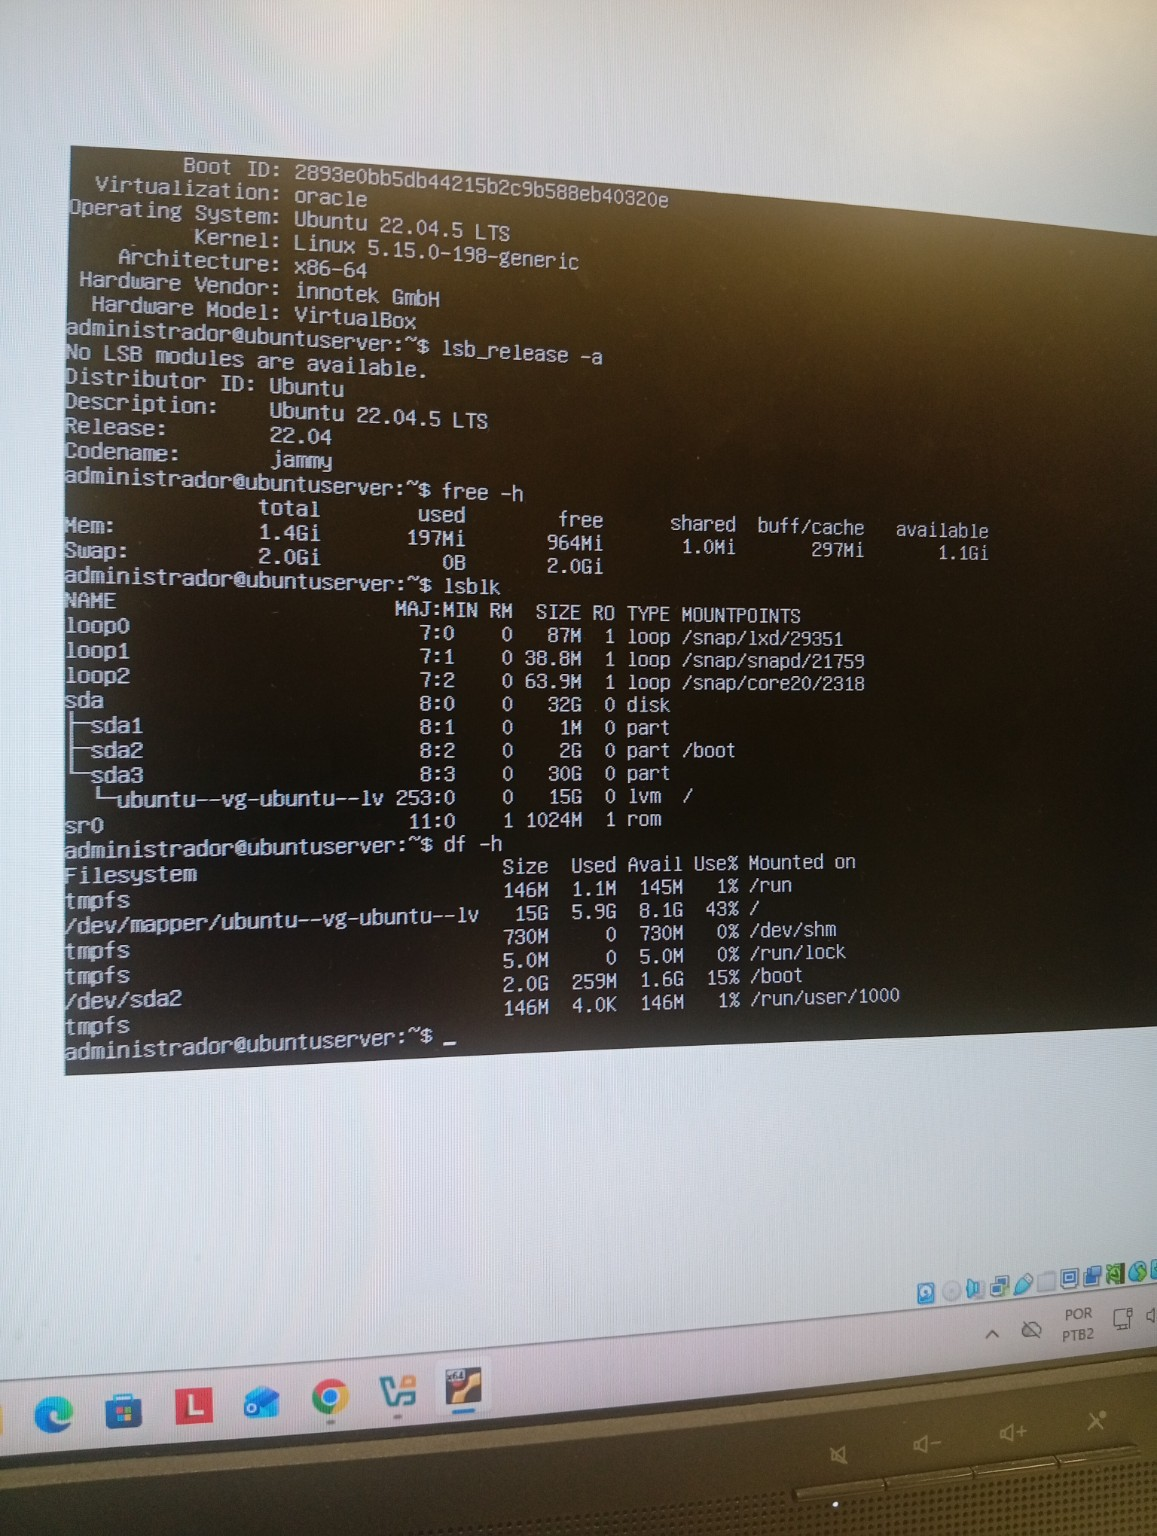 Boot ID: 2893e0bb5db44215b2c9b588eb40320e
Virtualization: oracle
Operating System: Ubuntu 22.04.5 LTS
Kernel: Linux 5.15.0-198-generic
Architecture: x86-64
Hardware Vendor: innotek GmbH
Hardware Model: VirtualBox
administrador@ubuntuserver:~$ lsb_release -a
No LSB modules are available.
Distributor ID: Ubuntu
Description: Ubuntu 22.04.5 LTS
Release: 22.04
Codename: jammy
administrador@ubuntuserver:~$ free -h
total used free shared buff/cache available
Mem: 1.4Gi 197Mi 964Mi 1.0Mi 297Mi 1.1Gi
Swap: 2.0Gi 0B 2.0Gi
administrador@ubuntuserver:~$ lsblk
NAME MAJ:MIN RM SIZE RO TYPE MOUNTPOINTS
loop0 7:0 0 87M 1 loop /snap/lxd/29351
loop1 7:1 0 38.8M 1 loop /snap/snapd/21759
loop2 7:2 0 63.9M 1 loop /snap/core20/2318
sda 8:0 0 32G 0 disk
├─sda1 8:1 0 1M 0 part
├─sda2 8:2 0 2G 0 part /boot
└─sda3 8:3 0 30G 0 part
└─ubuntu--vg-ubuntu--lv 253:0 0 15G 0 lvm /
sr0 11:0 1 1024M 1 rom
administrador@ubuntuserver:~$ df -h
Filesystem Size Used Avail Use% Mounted on
tmpfs 146M 1.1M 145M 1% /run
/dev/mapper/ubuntu--vg-ubuntu--lv 15G 5.9G 8.1G 43% /
tmpfs 730M 0 730M 0% /dev/shm
tmpfs 5.0M 0 5.0M 0% /run/lock
/dev/sda2 2.0G 259M 1.6G 15% /boot
tmpfs 146M 4.0K 146M 1% /run/user/1000
administrador@ubuntuserver:~$ _
POR
PTB2
L
x64